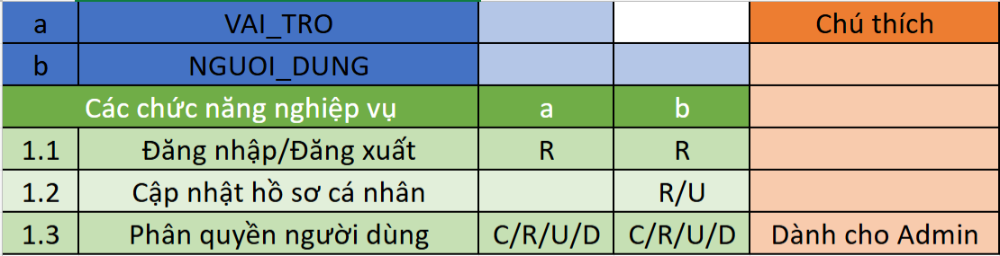 a VAI_TRO Chú thích
b NGUOI_DUNG
Các chức năng nghiệp vụ a b
1.1 Đăng nhập/Đăng xuất R R
1.2 Cập nhật hồ sơ cá nhân R/U
1.3 Phân quyền người dùng C/R/U/D C/R/U/D Dành cho Admin